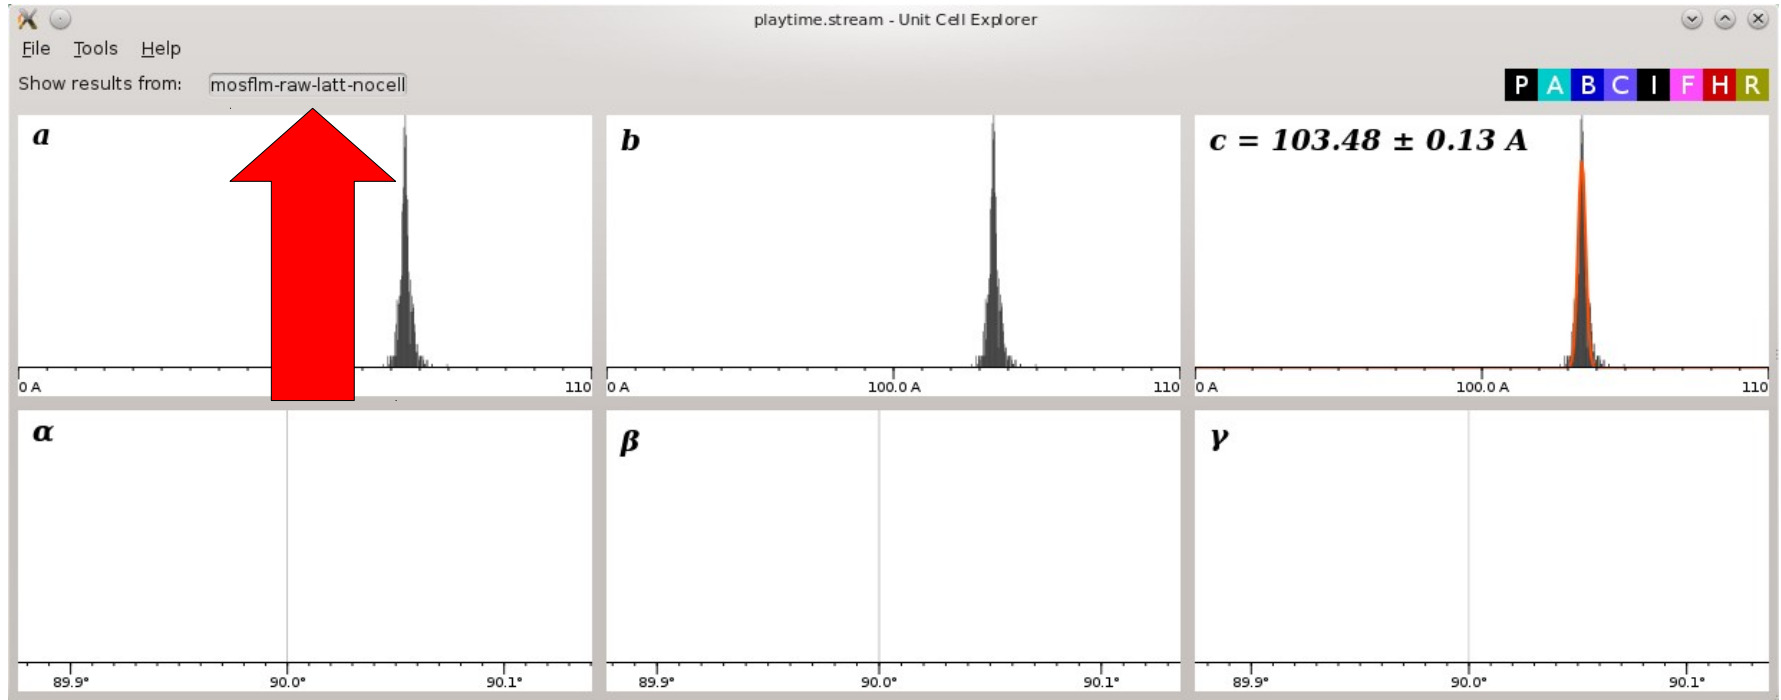 playtime.stream - Unit Cell Explorer
File Tools Help
Show results from: mosflm-raw-latt-nocell
P A B C I F H R
a
b
c = 103.48 ± 0.13 A
0 A 110
0 A 100.0 A 110
0 A 100.0 A 110
α
β
γ
89.9° 90.0° 90.1°
89.9° 90.0° 90.1°
89.9° 90.0° 90.1°